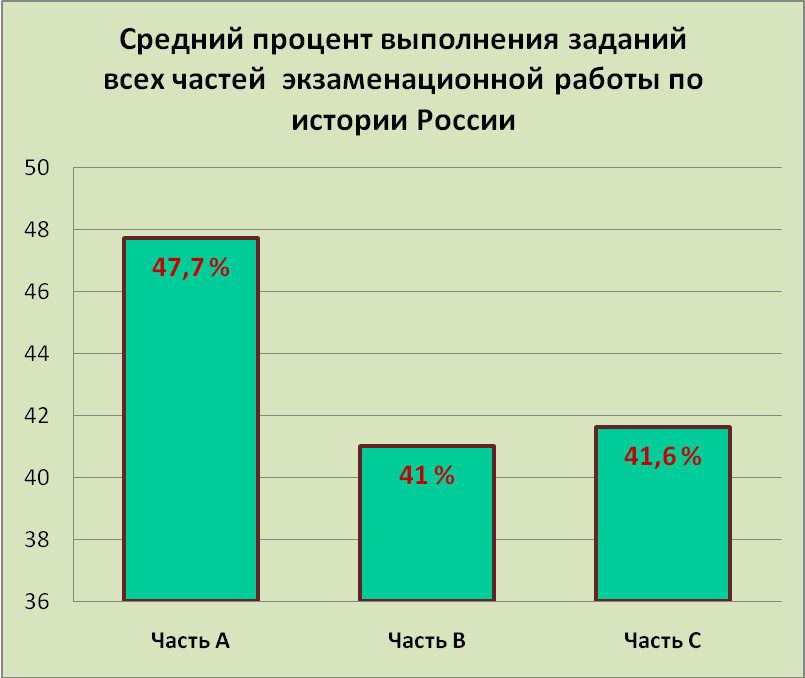 Средний процент выполнения заданий
всех частей экзаменационной работы по
истории России
50
48
46
44
42
40
38
36
47,7 %
41 %
41,6 %
Часть А
Часть В
Часть С